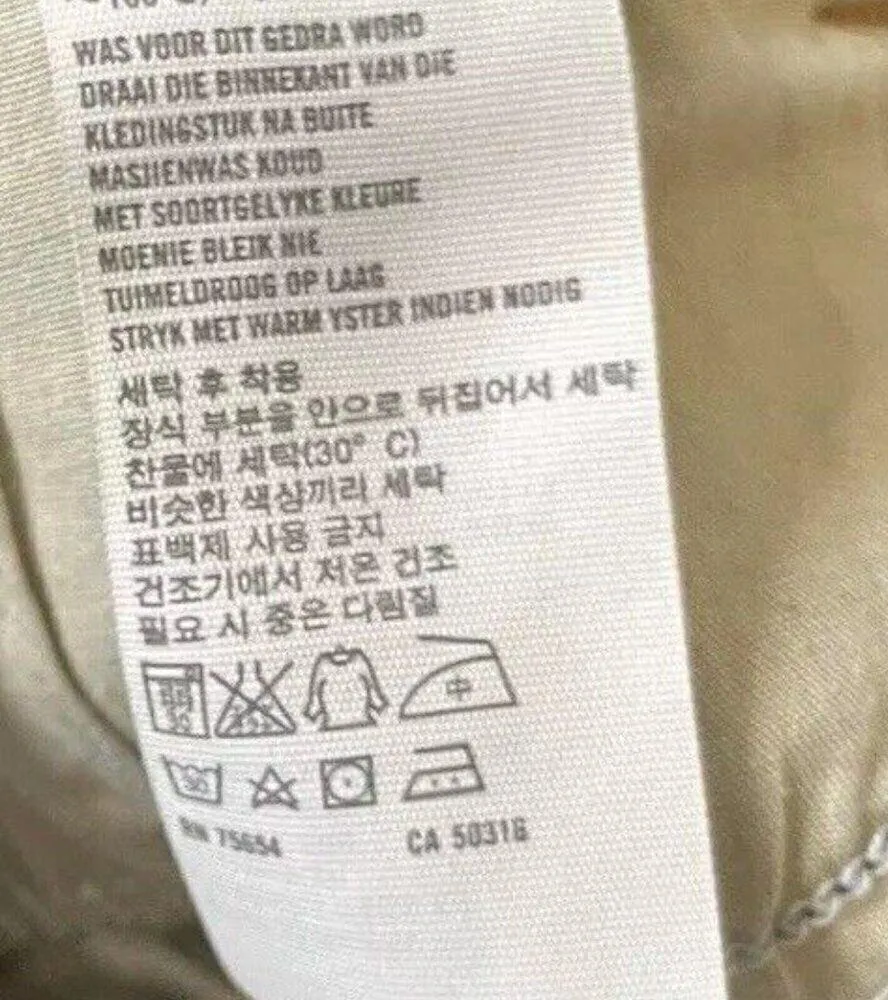 WAS VOOR DIT GEDRA WORD
DRAAI DIE BINNEKANT VAN DIE
KLEDINGSTUK NA BUITE
MASJIENWAS KOUD
MET SOORTGELYKE KLEURE
MOENIE BLEIK NIE
TUIMELDROOG OP LAAG
STRYK MET WARM YSTER INDIEN NODIG
세탁 후 착용
장식 부분을 안으로 뒤집어서 세탁
찬물에 세탁(30° C)
비슷한 색상끼리 세탁
표백제 사용 금지
건조기에서 저온 건조
필요 시 중온 다림질
中
30
RN 75654 CA 50316